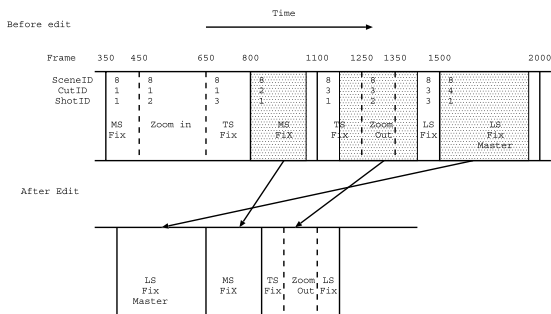 Time
Before edit
Frame 350 450 650 800 1100 1250 1350 1500 2000
SceneID 8 8 8 8 8 8 8 8
CutID 1 1 1 2 3 3 3 4
ShotID 1 2 3 1 1 2 3 1
MS Zoom in TS MS TS Zoom LS LS
Fix Fix FiX Fix Out Fix Fix
Master
After Edit
LS MS TS Zoom LS
Fix FiX Fix Out Fix
Master